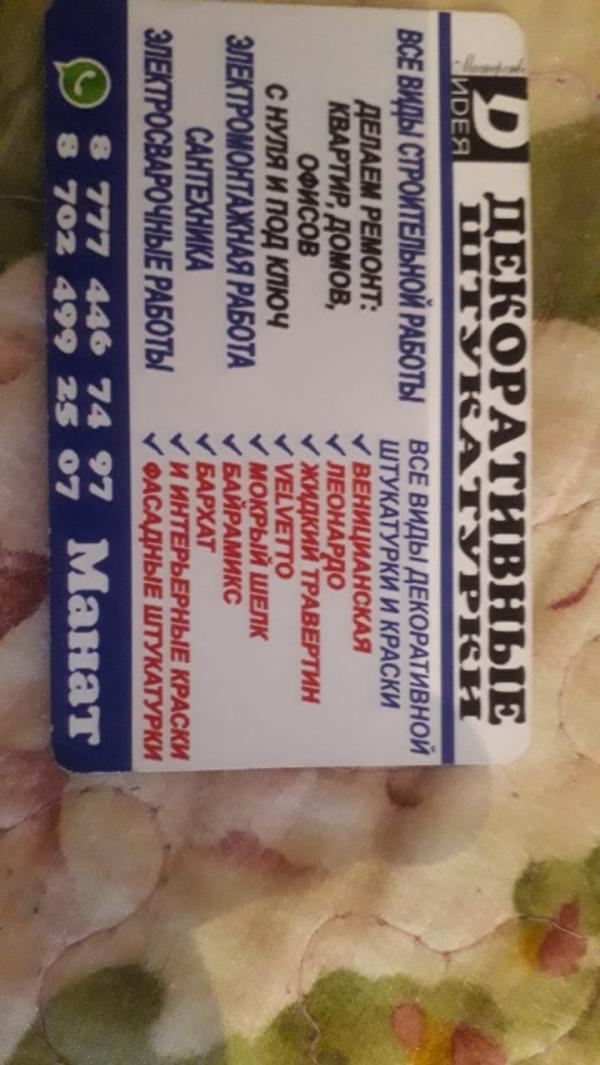 D
ИDEЯ
ДЕКОРАТИВНЫЕ
ШТУКАТУРКИ
ВСЕ ВИДЫ СТРОИТЕЛЬНОЙ РАБОТЫ
ДЕЛАЕМ РЕМОНТ:
КВАРТИР, ДОМОВ,
ОФИСОВ
С НУЛЯ И ПОД КЛЮЧ
ЭЛЕКТРОМОНТАЖНАЯ РАБОТА
САНТЕХНИКА
ЭЛЕКТРОСВАРОЧНЫЕ РАБОТЫ
ВСЕ ВИДЫ ДЕКОРАТИВНОЙ
ШТУКАТУРКИ И КРАСКИ
ВЕНИЦИАНСКАЯ
ЛЕОНАРДО
ЖИДКИЙ ТРАВЕРТИН
VELVETTO
МОКРЫЙ ШЕЛК
БАЙРАМИКС
БАРХАТ
И ИНТЕРЬЕРНЫЕ КРАСКИ
ФАСАДНЫЕ ШТУКАТУРКИ
8 777 446 74 97
8 702 499 25 07
Манат